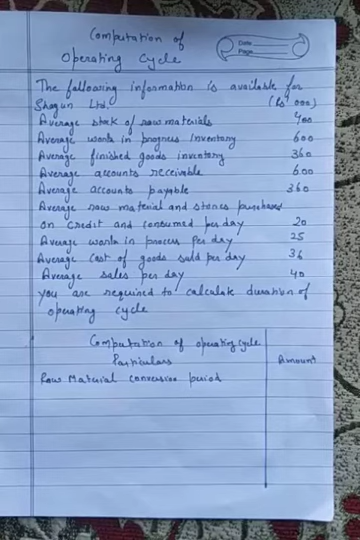 Computation of
Operating Cycle
Date
Page
The following information is available for
Shogun Ltd. (Rs' 000)
Average stock of raw materials 400
Average work in progress inventory 600
Average finished goods inventory 360
Average accounts receivable 600
Average accounts payable 360
Average raw material and stores purchased
on credit and consumed per day 20
Average work in process per day 25
Average cost of goods sold per day 36
Average sales per day 40
you are required to calculate duration of
operating cycle
Computation of operating cycle
Particulars Amount
Raw Material conversion period